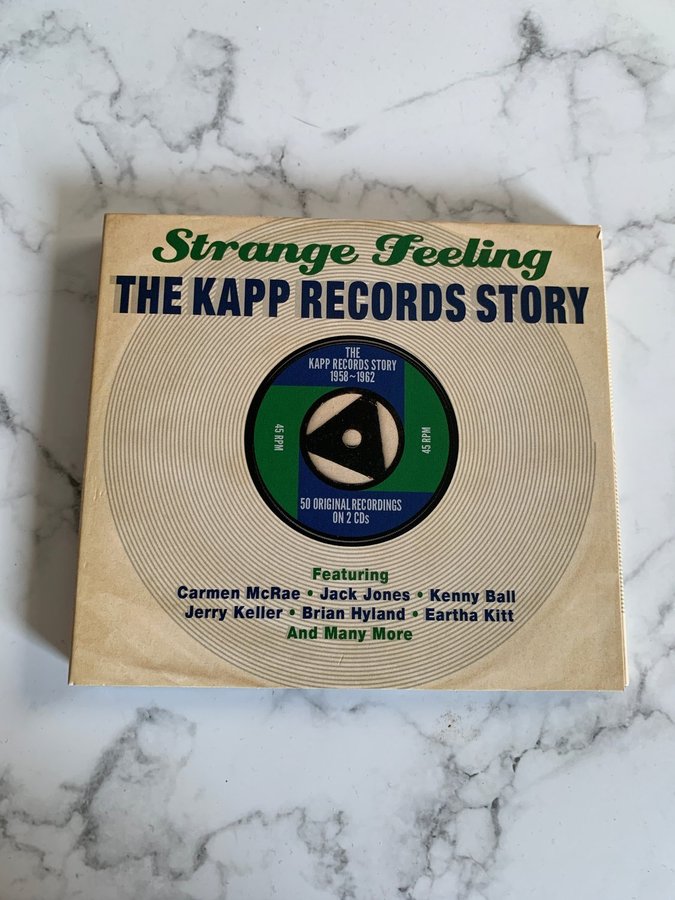 Strange Feeling
THE KAPP RECORDS STORY
THE
KAPP RECORDS STORY
1958~1962
45 RPM
45 RPM
50 ORIGINAL RECORDINGS
ON 2 CDs
Featuring
Carmen McRae • Jack Jones • Kenny Ball
Jerry Keller • Brian Hyland • Eartha Kitt
And Many More